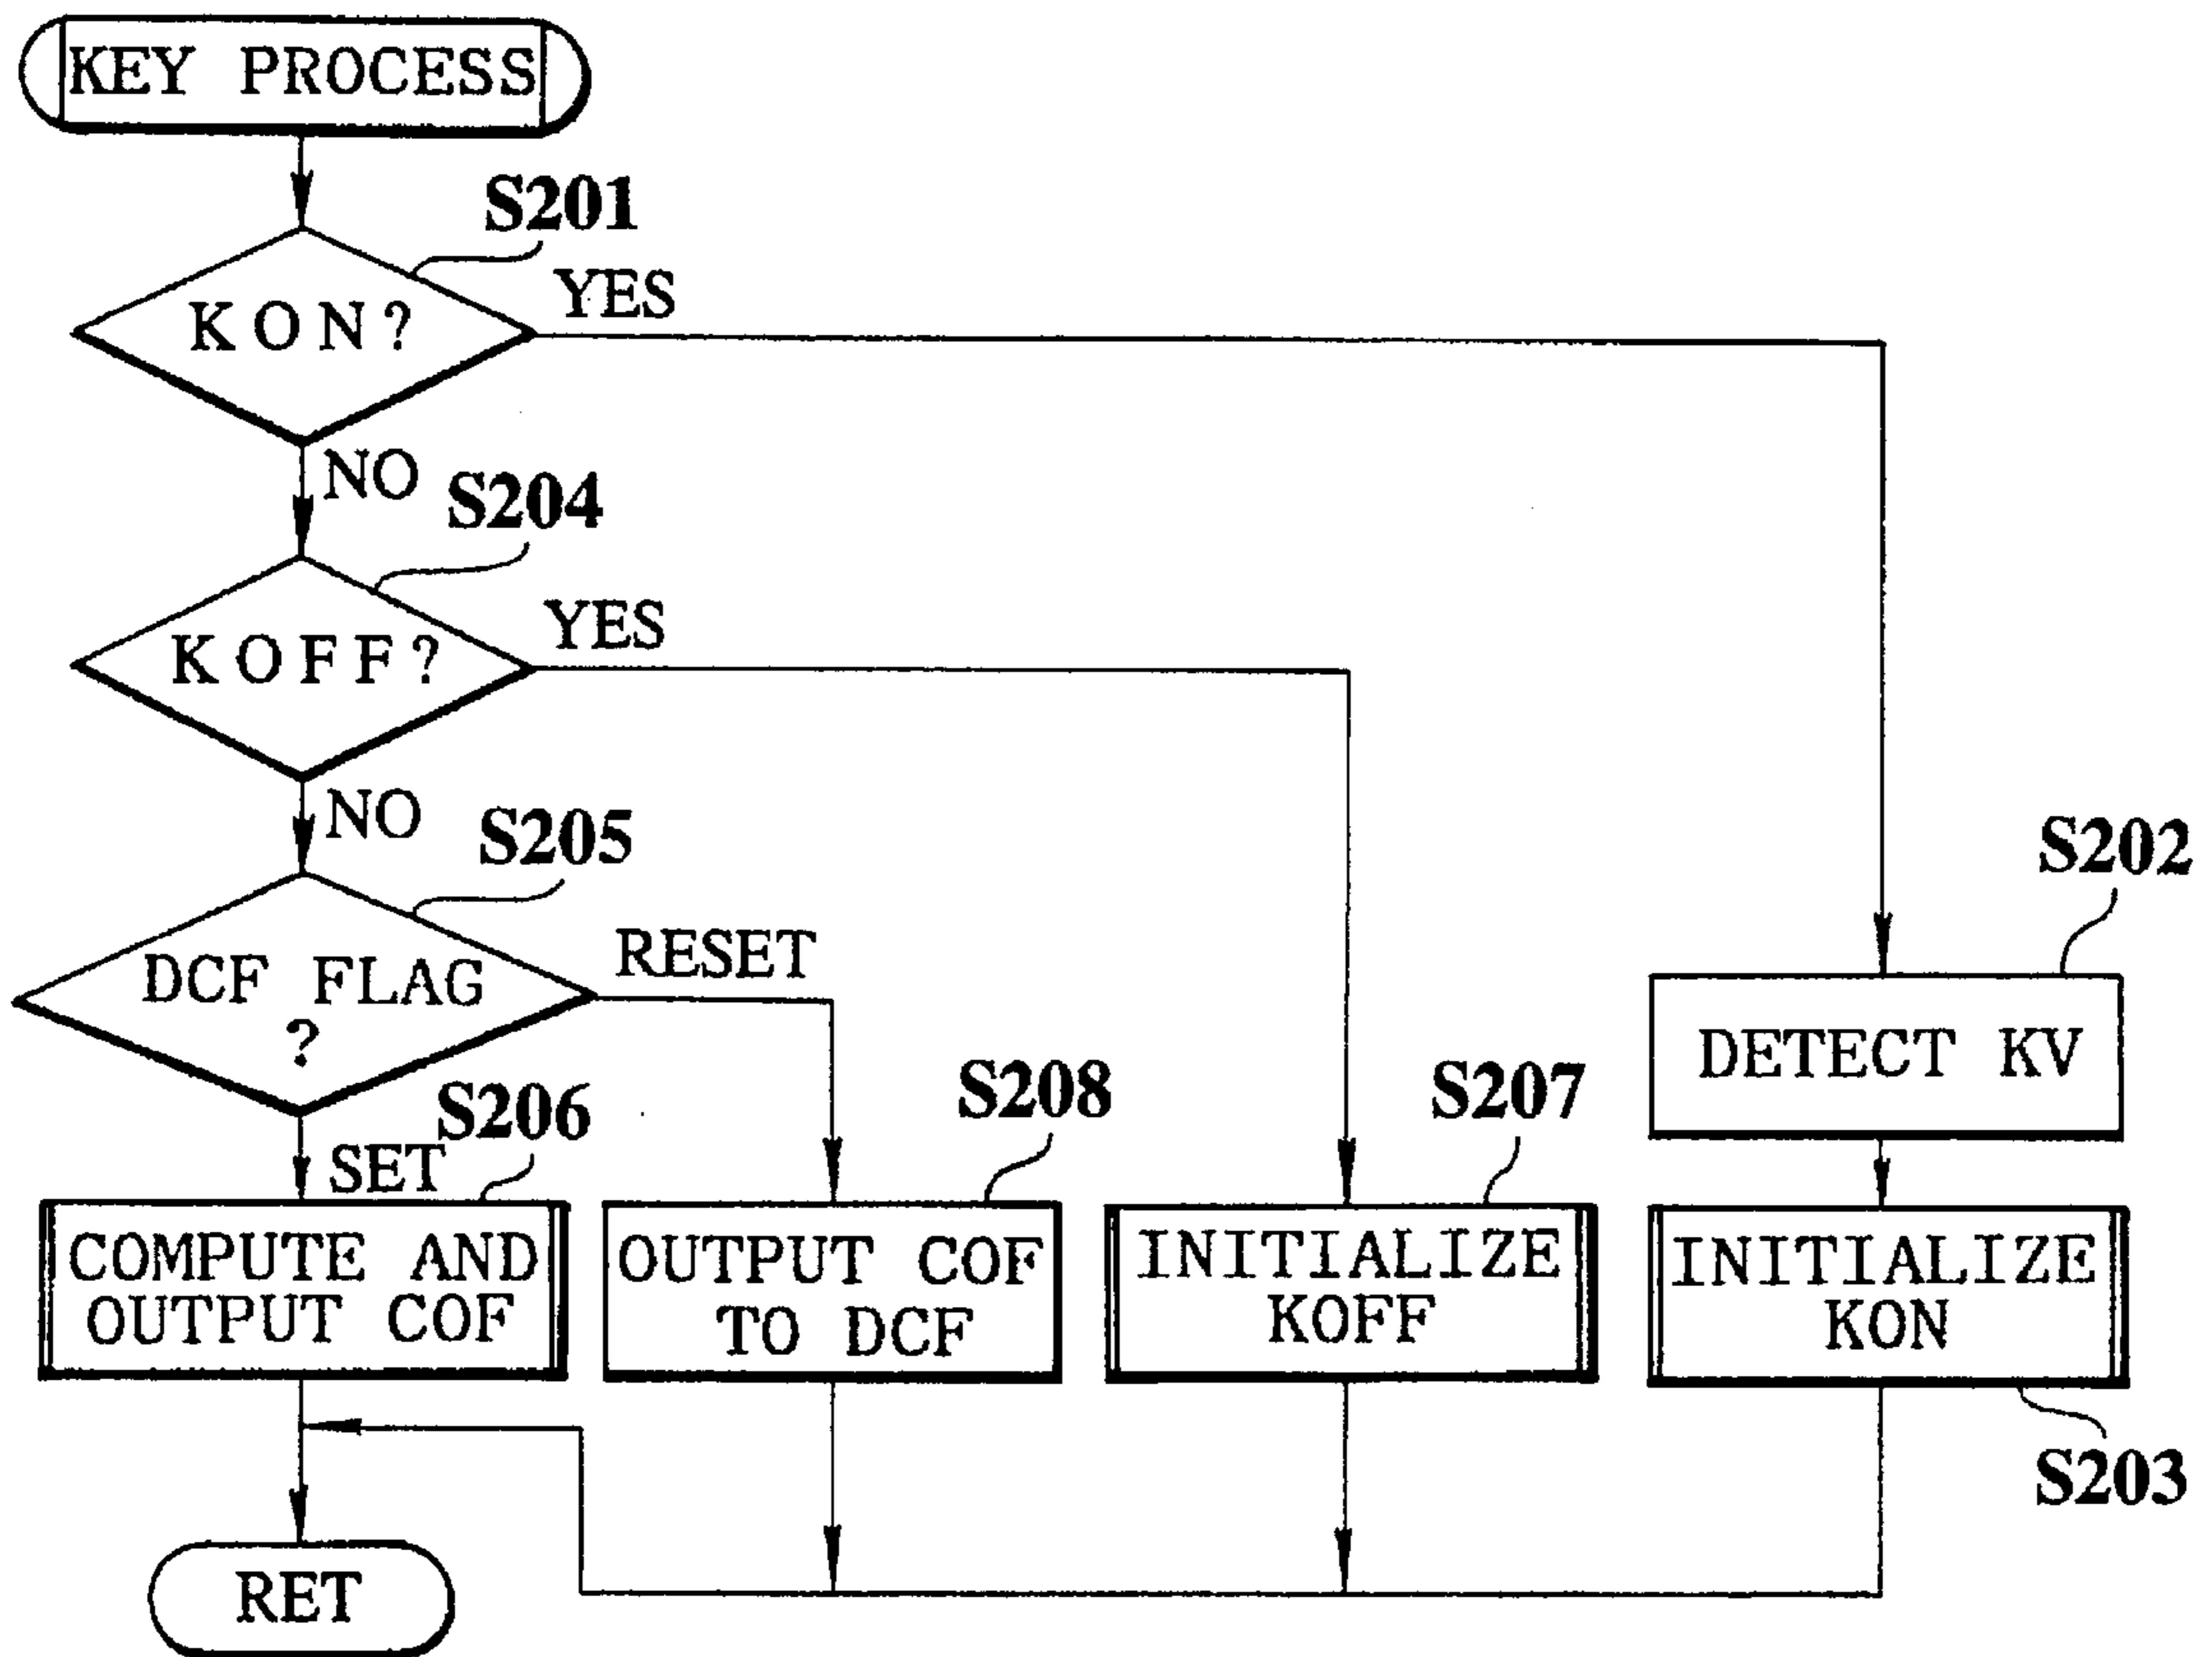 KEY PROCESS
S201
KON?
YES
NO
S204
KOFF?
YES
NO
S205
DCF FLAG
?
RESET
SET
S206
COMPUTE AND
OUTPUT COF
S208
OUTPUT COF
TO DCF
S207
INITIALIZE
KOFF
S202
DETECT KV
INITIALIZE
KON
S203
RET